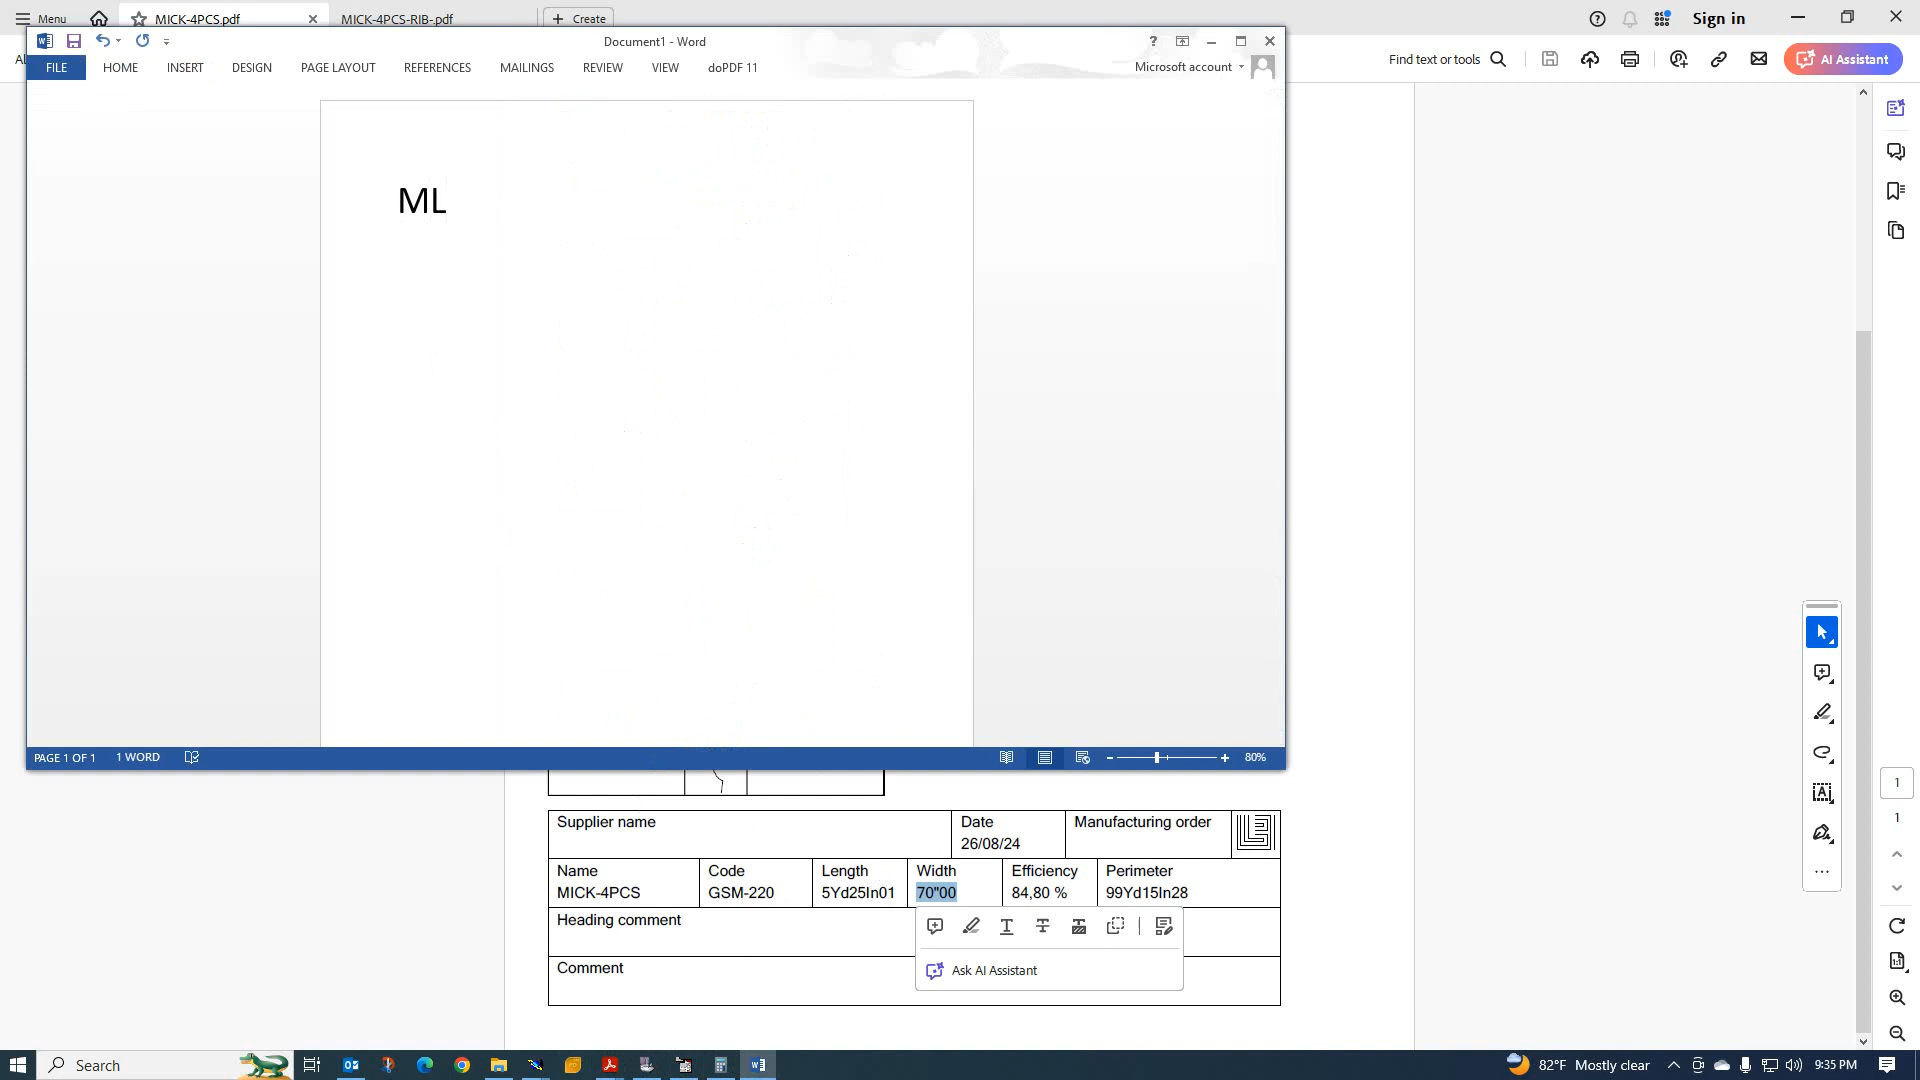 Menu
MICK-4PCS.pdf
MICK-4PCS-RIB-.pdf
Create
Sign in
Document1 - Word
FILE
HOME
INSERT
DESIGN
PAGE LAYOUT
REFERENCES
MAILINGS
REVIEW
VIEW
doPDF 11
Microsoft account
Find text or tools
AI Assistant
ML
PAGE 1 OF 1
1 WORD
80%
1
1
Supplier name
Date
26/08/24
Manufacturing order
Name
MICK-4PCS
Code
GSM-220
Length
5Yd25In01
Width
70"00
Efficiency
84,80 %
Perimeter
99Yd15In28
Heading comment
Ask AI Assistant
Comment
Search
82°F Mostly clear
9:35 PM